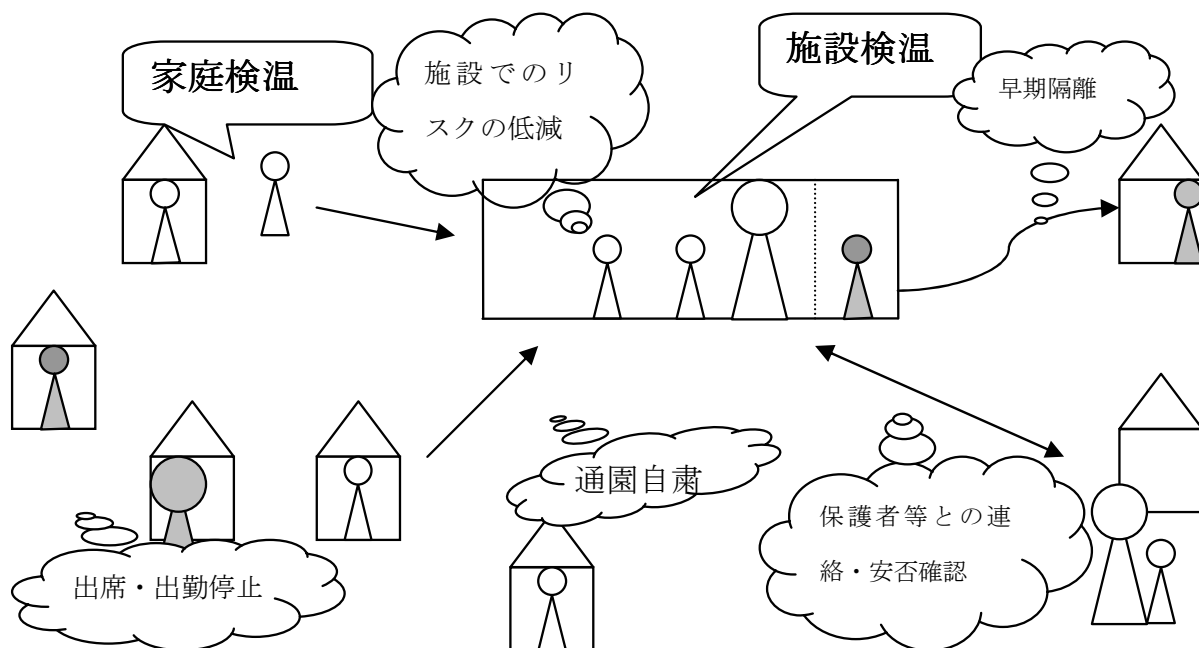 家庭検温
施設でのリ
スクの低減
施設検温
早期隔離
通園自粛
保護者等との連
絡・安否確認
出席・出勤停止